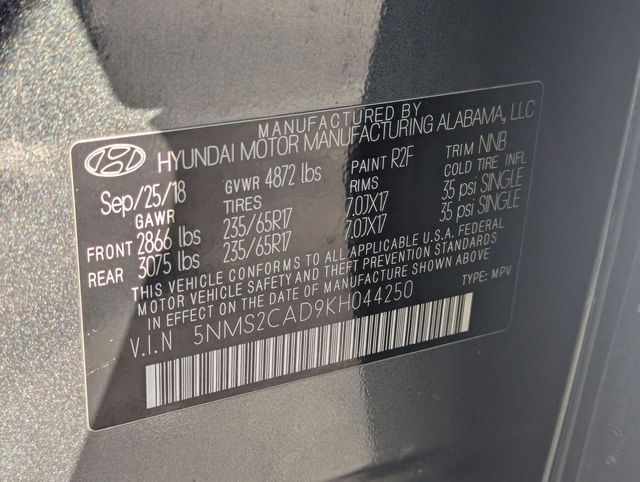 MANUFACTURED BY
HYUNDAI MOTOR MANUFACTURING ALABAMA, LLC
Sep/25/18 GVWR 4872 lbs PAINT R2F TRIM NNB
GAWR TIRES RIMS COLD TIRE INFL
FRONT 2866 lbs 235/65R17 7.0JX17 35 psi SINGLE
REAR 3075 lbs 235/65R17 7.0JX17 35 psi SINGLE
THIS VEHICLE CONFORMS TO ALL APPLICABLE U.S.A. FEDERAL
MOTOR VEHICLE SAFETY AND THEFT PREVENTION STANDARDS
IN EFFECT ON THE DATE OF MANUFACTURE SHOWN ABOVE
V.I.N 5NMS2CAD9KH044250 TYPE: MPV